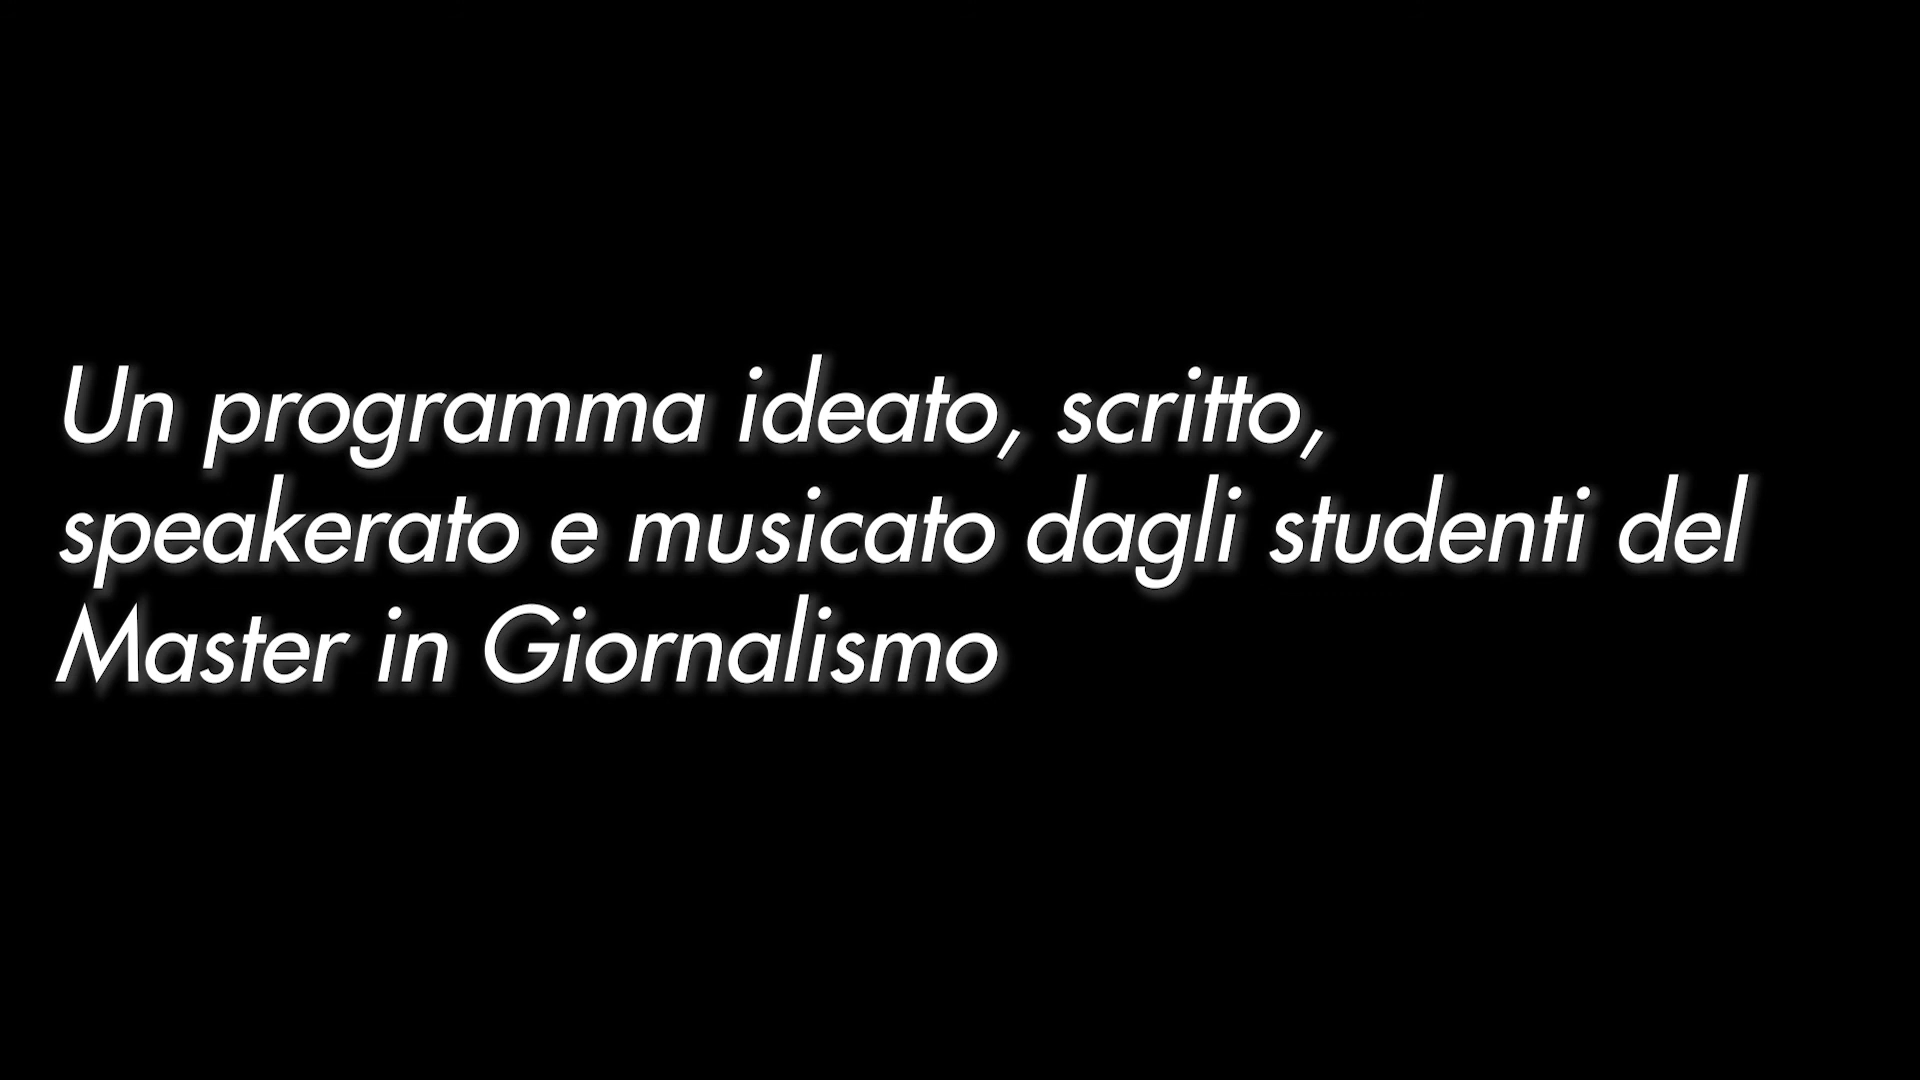 Un programma ideato, scritto,
speakerato e musicato dagli studenti del
Master in Giornalismo